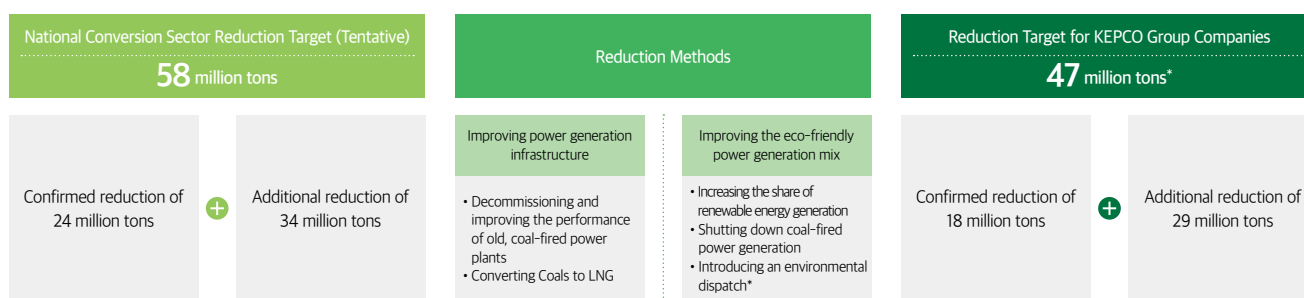 National Conversion Sector Reduction Target (Tentative)
58 million tons
Confirmed reduction of
24 million tons
+
Additional reduction of
34 million tons
Reduction Methods
Improving power generation
infrastructure
• Decommissioning and
improving the performance
of old, coal-fired power
plants
• Converting Coals to LNG
Improving the eco-friendly
power generation mix
• Increasing the share of
renewable energy generation
• Shutting down coal-fired
power generation
• Introducing an environmental
dispatch*
Reduction Target for KEPCO Group Companies
47 million tons*
Confirmed reduction of
18 million tons
+
Additional reduction of
29 million tons